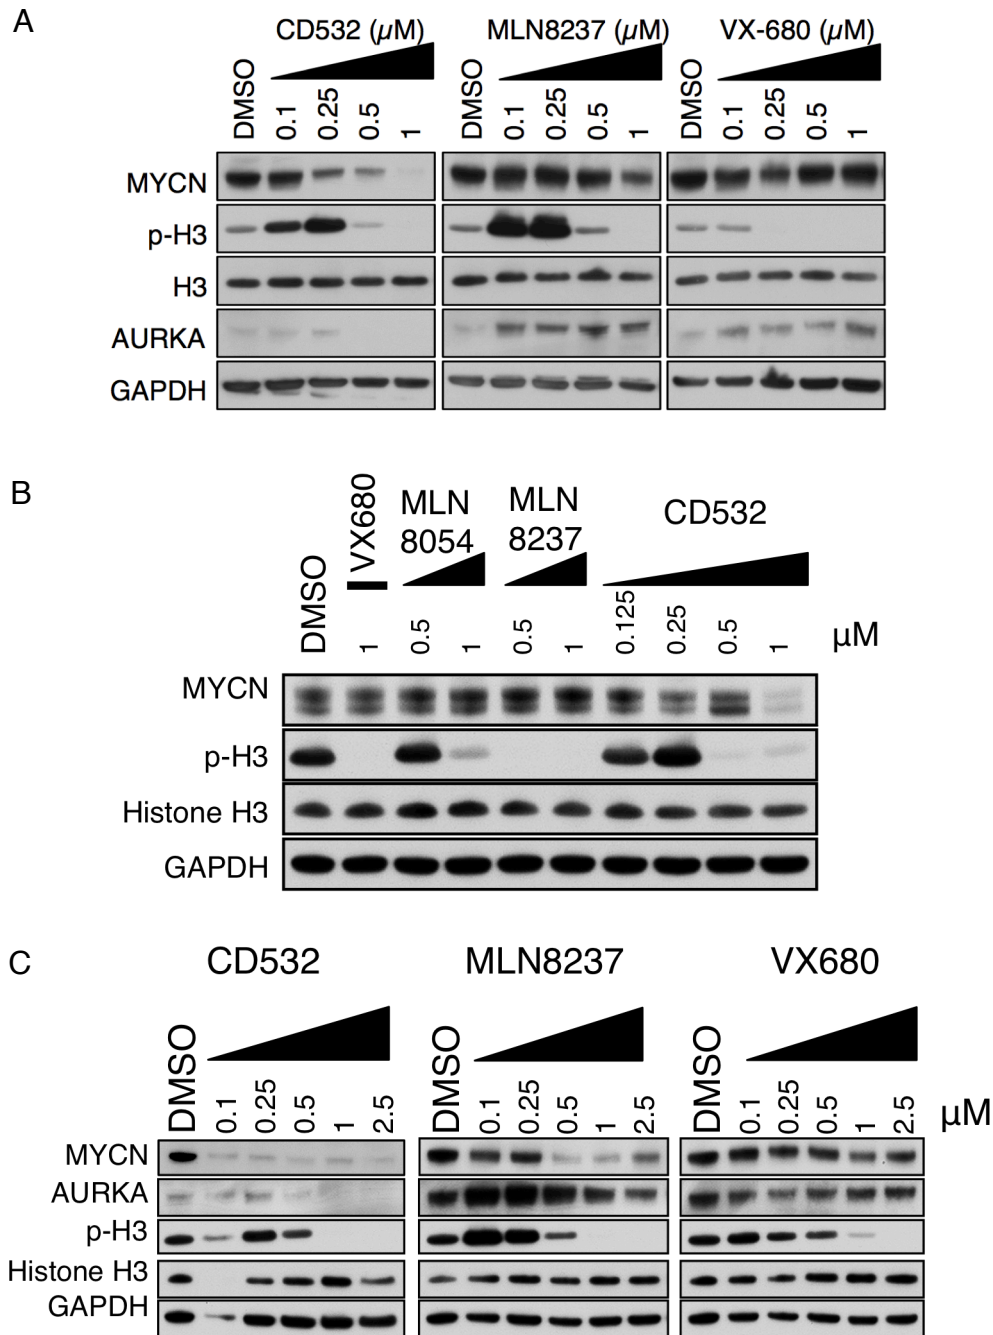 A
CD532 (µM) MLN8237 (µM) VX-680 (µM)
DMSO 0.1 0.25 0.5 1 DMSO 0.1 0.25 0.5 1 DMSO 0.1 0.25 0.5 1
MYCN
p-H3
H3
AURKA
GAPDH
B
VX680 MLN 8054 MLN 8237 CD532
DMSO 1 0.5 1 0.5 1 0.125 0.25 0.5 1 µM
MYCN
p-H3
Histone H3
GAPDH
C
CD532 MLN8237 VX680
DMSO 0.1 0.25 0.5 1 2.5 DMSO 0.1 0.25 0.5 1 2.5 DMSO 0.1 0.25 0.5 1 2.5 µM
MYCN
AURKA
p-H3
Histone H3
GAPDH